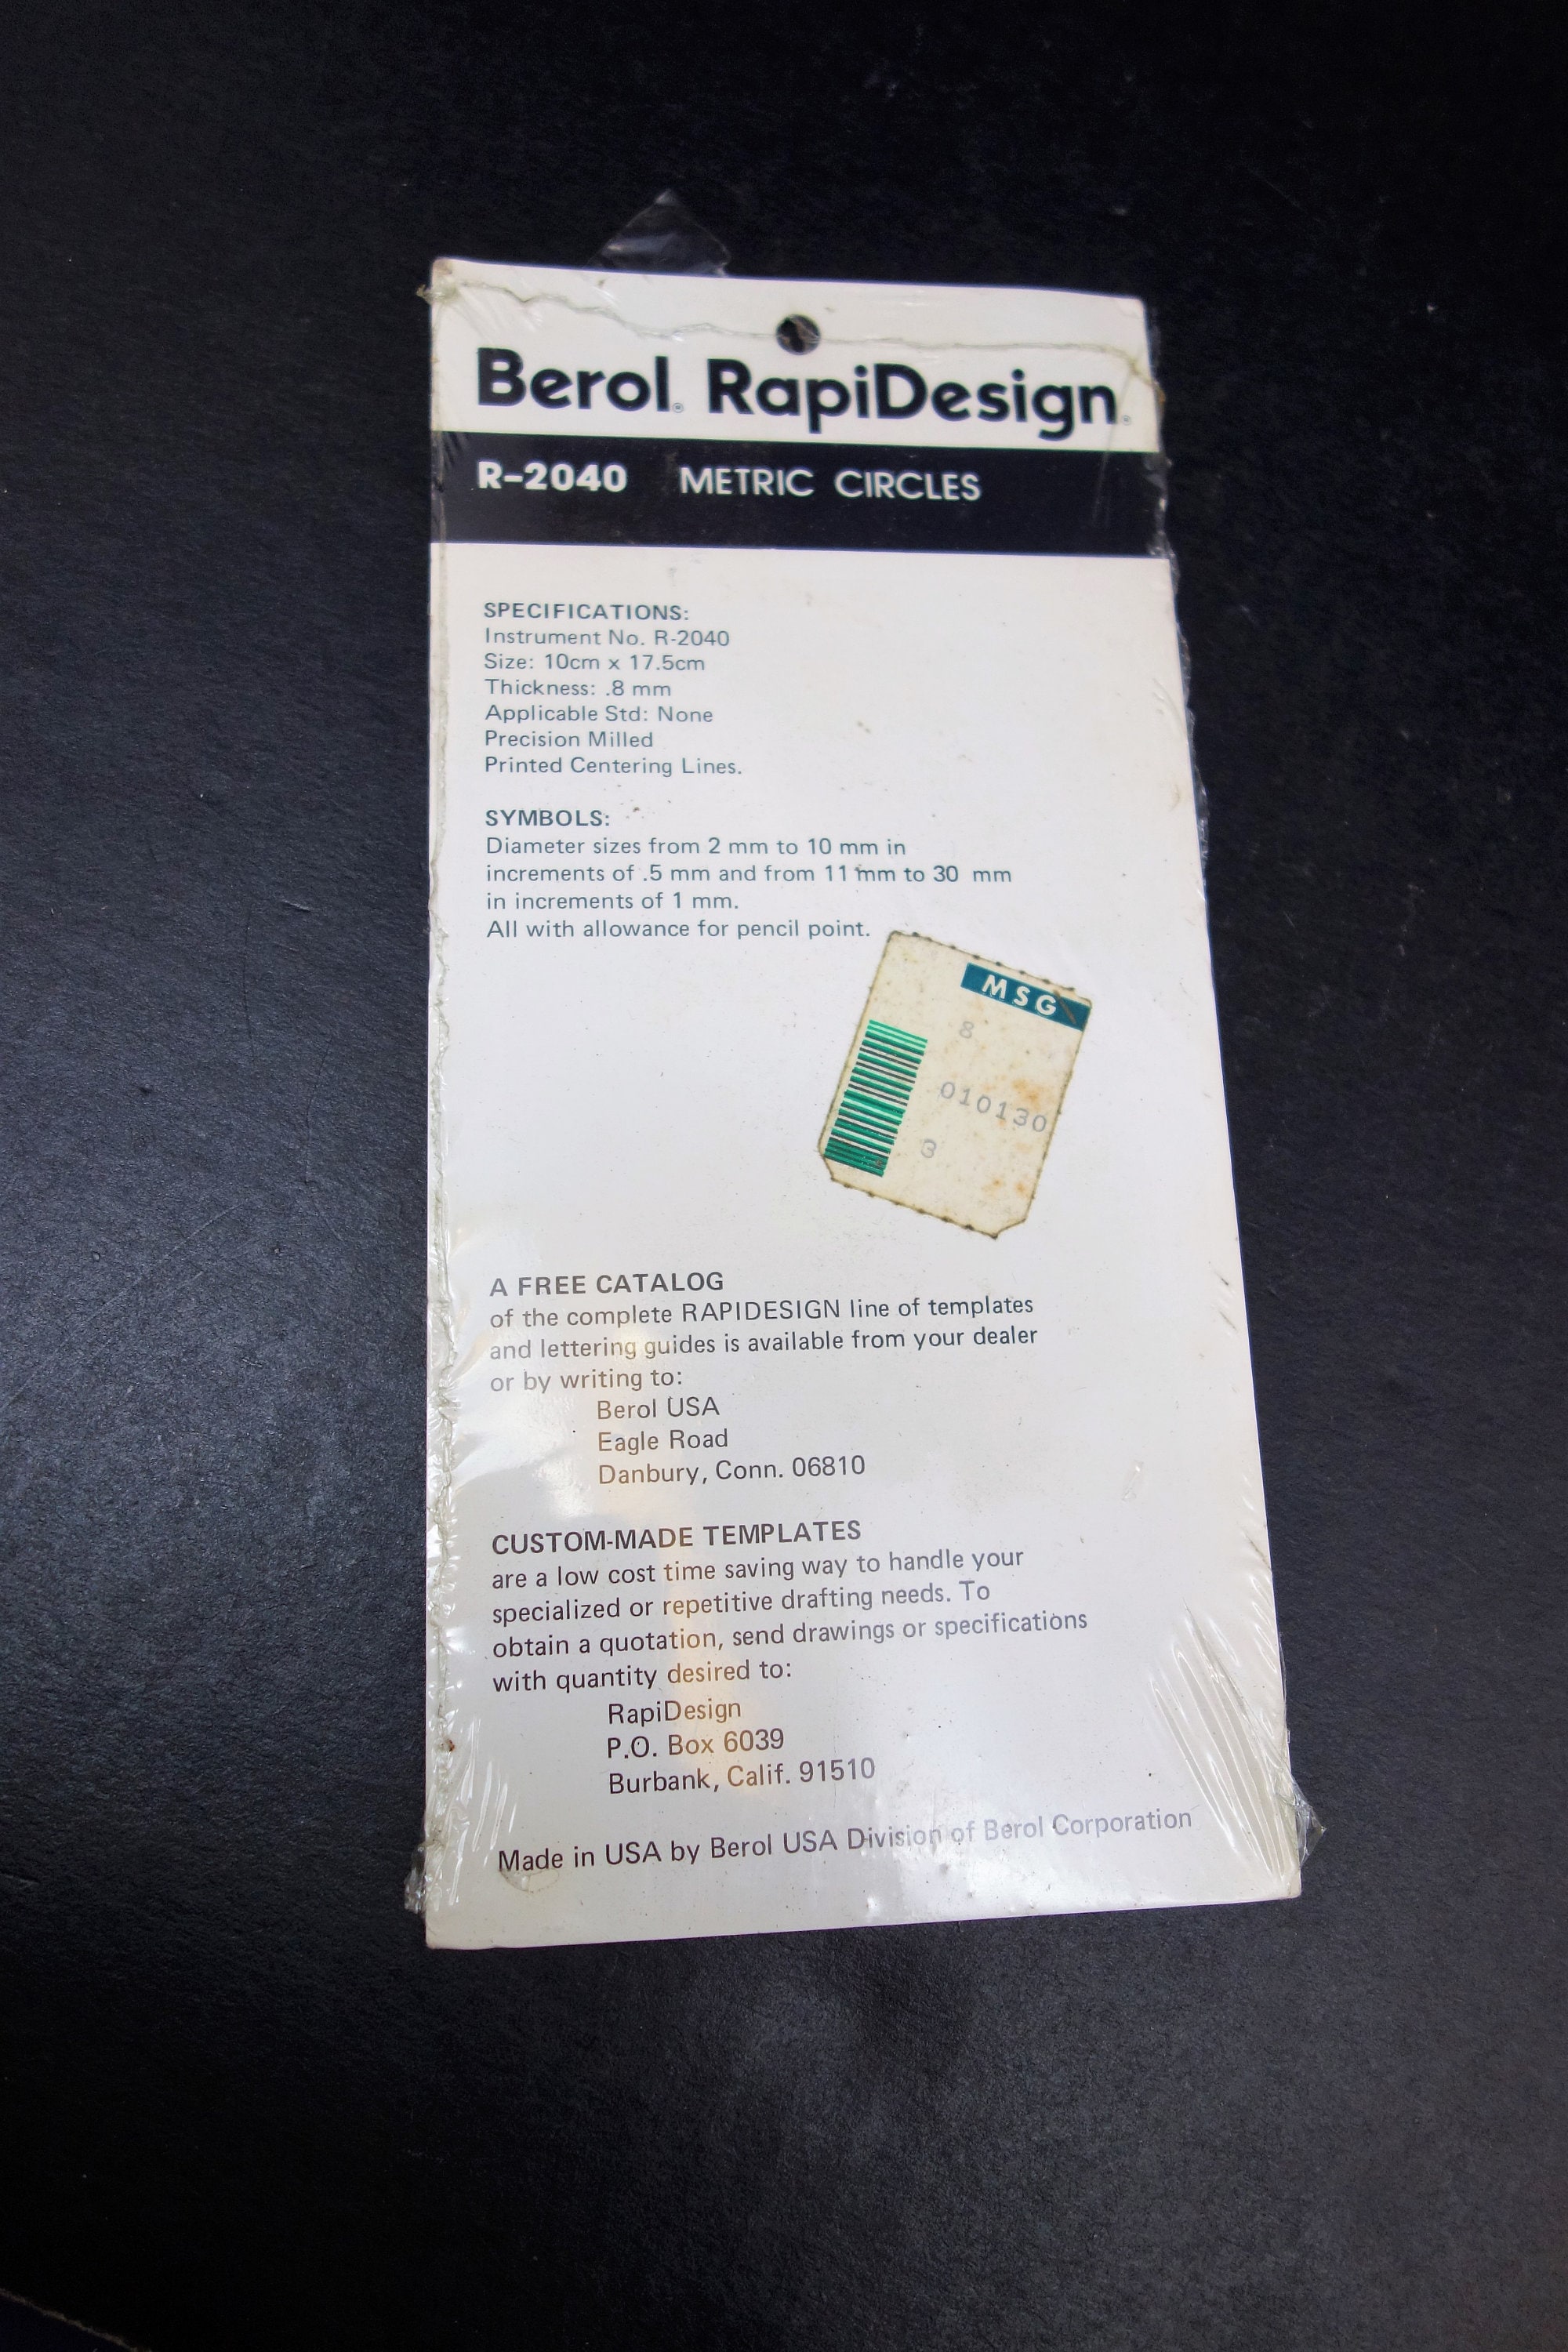 Berol® RapiDesign®
R-2040 METRIC CIRCLES
SPECIFICATIONS:
Instrument No. R-2040
Size: 10cm x 17.5cm
Thickness: .8 mm
Applicable Std: None
Precision Milled
Printed Centering Lines.
SYMBOLS:
Diameter sizes from 2 mm to 10 mm in
increments of .5 mm and from 11 mm to 30 mm
in increments of 1 mm.
All with allowance for pencil point.
MSG
8
010130
3
A FREE CATALOG
of the complete RAPIDESIGN line of templates
and lettering guides is available from your dealer
or by writing to:
Berol USA
Eagle Road
Danbury, Conn. 06810
CUSTOM-MADE TEMPLATES
are a low cost time saving way to handle your
specialized or repetitive drafting needs. To
obtain a quotation, send drawings or specifications
with quantity desired to:
RapiDesign
P.O. Box 6039
Burbank, Calif. 91510
Made in USA by Berol USA Division of Berol Corporation